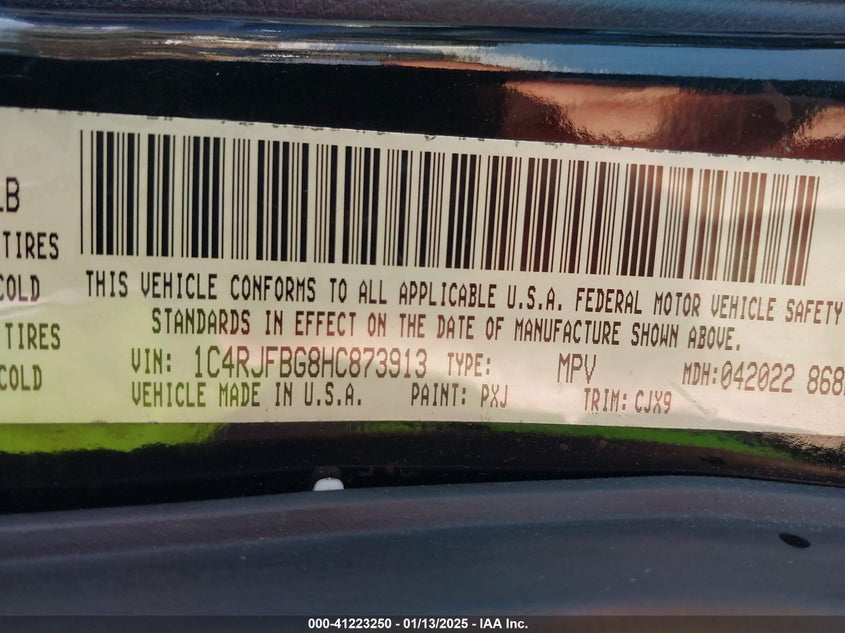 LB
TIRES
COLD
TIRES
COLD
THIS VEHICLE CONFORMS TO ALL APPLICABLE U.S.A. FEDERAL MOTOR VEHICLE SAFETY
STANDARDS IN EFFECT ON THE DATE OF MANUFACTURE SHOWN ABOVE.
VIN: 1C4RJFBG8HC873913 TYPE: MPV MDH:042022 868
VEHICLE MADE IN U.S.A. PAINT: PXJ TRIM: CJX9
000-41223250 - 01/13/2025 - IAA Inc.